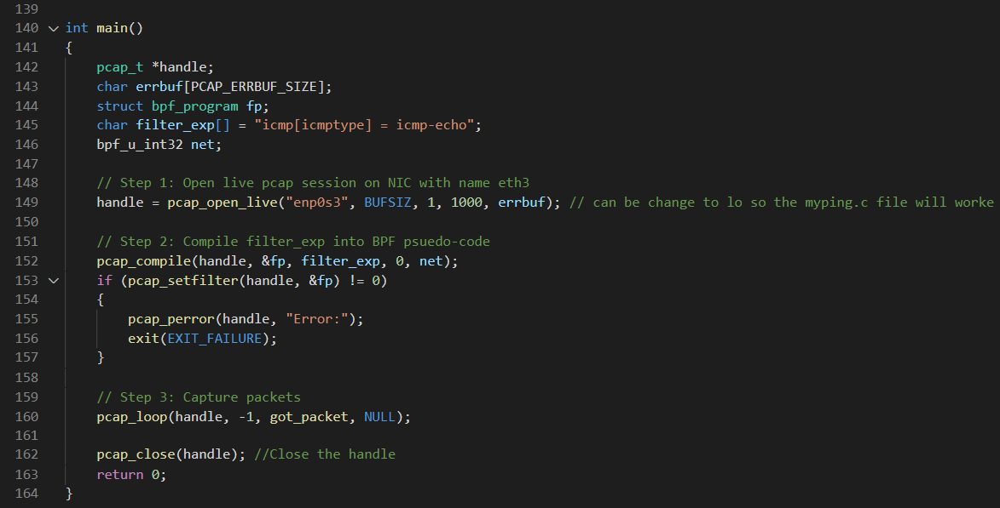 139
140 int main()
141 {
142 pcap_t *handle;
143 char errbuf[PCAP_ERRBUF_SIZE];
144 struct bpf_program fp;
145 char filter_exp[] = "icmp[icmptype] = icmp-echo";
146 bpf_u_int32 net;
147
148 // Step 1: Open live pcap session on NIC with name eth3
149 handle = pcap_open_live("enp0s3", BUFSIZ, 1, 1000, errbuf); // can be change to lo so the myping.c file will worke
150
151 // Step 2: Compile filter_exp into BPF psuedo-code
152 pcap_compile(handle, &fp, filter_exp, 0, net);
153 if (pcap_setfilter(handle, &fp) != 0)
154 {
155 pcap_perror(handle, "Error:");
156 exit(EXIT_FAILURE);
157 }
158
159 // Step 3: Capture packets
160 pcap_loop(handle, -1, got_packet, NULL);
161
162 pcap_close(handle); //Close the handle
163 return 0;
164 }